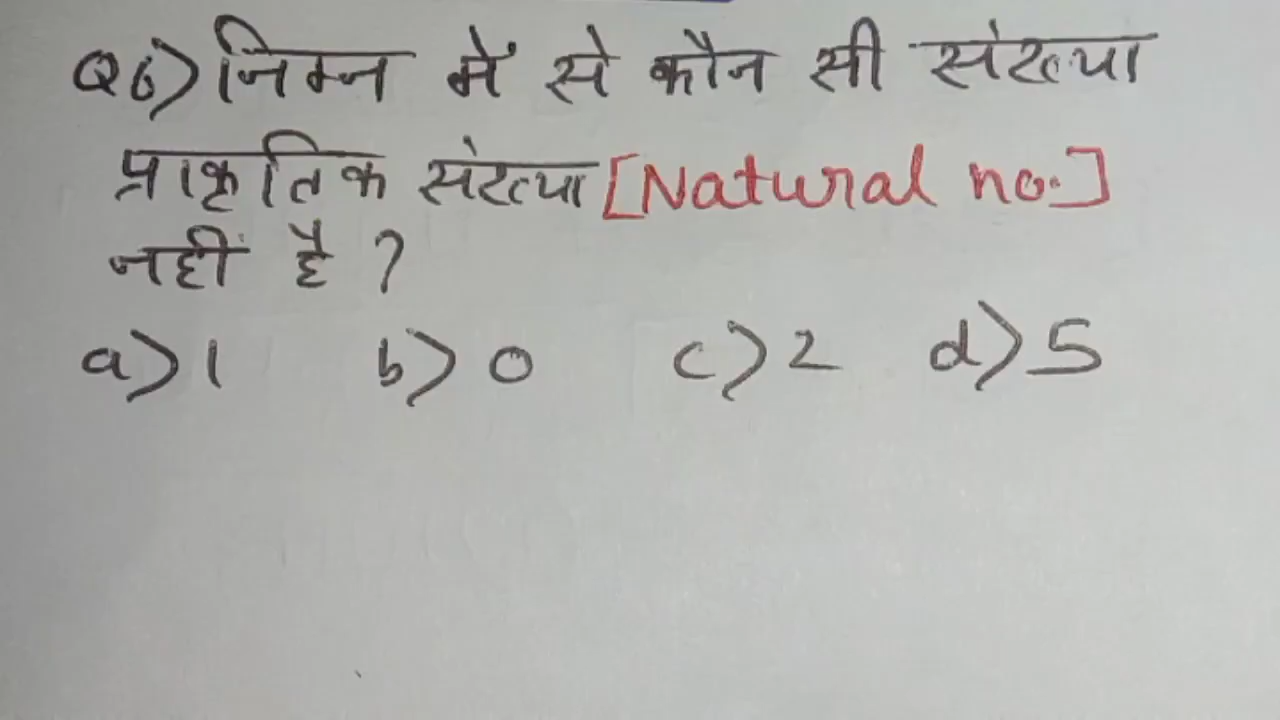 Q6) निम्न में से कौन सी संख्या
प्राकृतिक संख्या [Natural no.]
नहीं है ?
a) 1 b) 0 c) 2 d) 5